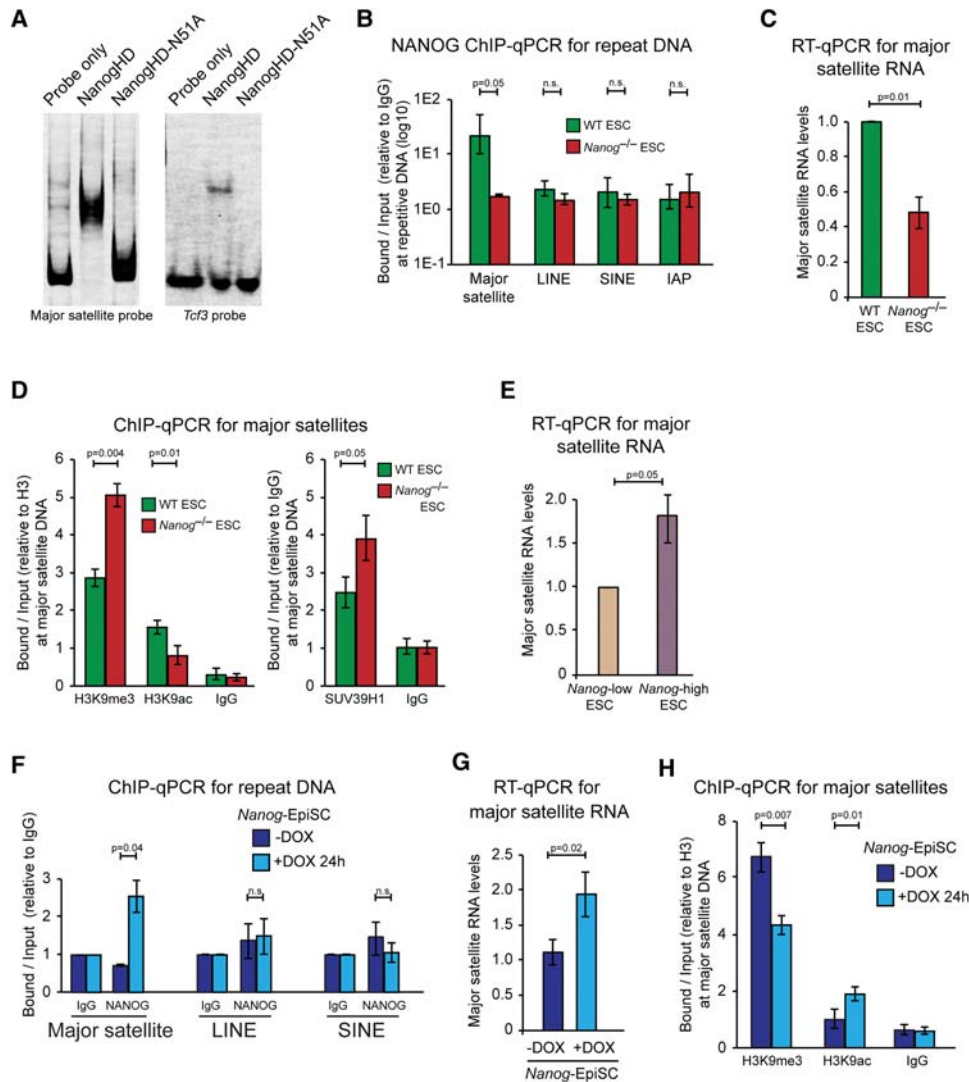 A
Probe only
NanogHD
NanogHD-N51A
Probe only
NanogHD
NanogHD-N51A
Major satellite probe
Tcf3 probe
B
NANOG ChIP-qPCR for repeat DNA
Bound / Input (relative to IgG)
at repetitive DNA (log10)
1E2
1E1
1E0
1E-1
p=0.05
n.s.
n.s.
n.s.
WT ESC
Nanog–/– ESC
Major
satellite
LINE
SINE
IAP
C
RT-qPCR for major
satellite RNA
p=0.01
Major satellite RNA levels
1.0
0.8
0.6
0.4
0.2
0.0
WT
ESC
Nanog–/–
ESC
D
ChIP-qPCR for major satellites
Bound / Input (relative to H3)
at major satellite DNA
6
5
4
3
2
1
0
p=0.004
p=0.01
WT ESC
Nanog–/– ESC
H3K9me3
H3K9ac
IgG
Bound / Input (relative to IgG)
at major satellite DNA
6
5
4
3
2
1
0
p=0.05
WT ESC
Nanog–/–
ESC
SUV39H1
IgG
E
RT-qPCR for major
satellite RNA
p=0.05
Major satellite RNA levels
2.0
1.5
1.0
0.5
0.0
Nanog-low
ESC
Nanog-high
ESC
F
ChIP-qPCR for repeat DNA
Nanog-EpiSC
-DOX
+DOX 24h
Bound / Input (relative to IgG)
4
3
2
1
0
p=0.04
n.s
n.s
IgG
NANOG
IgG
NANOG
IgG
NANOG
Major satellite
LINE
SINE
G
RT-qPCR for
major satellite RNA
p=0.02
Major satellite RNA levels
2.5
2.0
1.5
1.0
0.5
0.0
-DOX
+DOX
Nanog-EpiSC
H
ChIP-qPCR for major satellites
p=0.007
p=0.01
Nanog-EpiSC
-DOX
+DOX 24h
Bound / Input (relative to H3)
at major satellite DNA
8
6
4
2
0
H3K9me3
H3K9ac
IgG